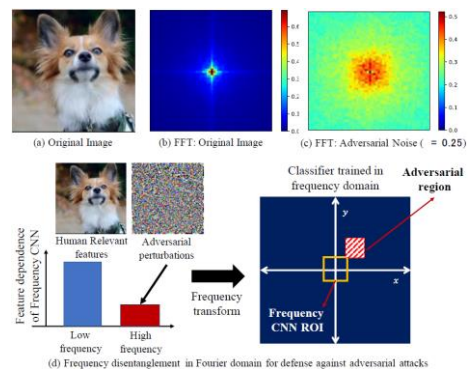 (a) Original Image
(b) FFT: Original Image
(c) FFT: Adversarial Noise ( = 0.25)
Classifier trained in
frequency domain
Adversarial
region
Human Relevant
features
Adversarial
perturbations
Feature dependence
of Frequency CNN
Frequency
transform
y
x
Frequency
CNN ROI
Low
frequency
High
frequency
(d) Frequency disentanglement in Fourier domain for defense against adversarial attacks